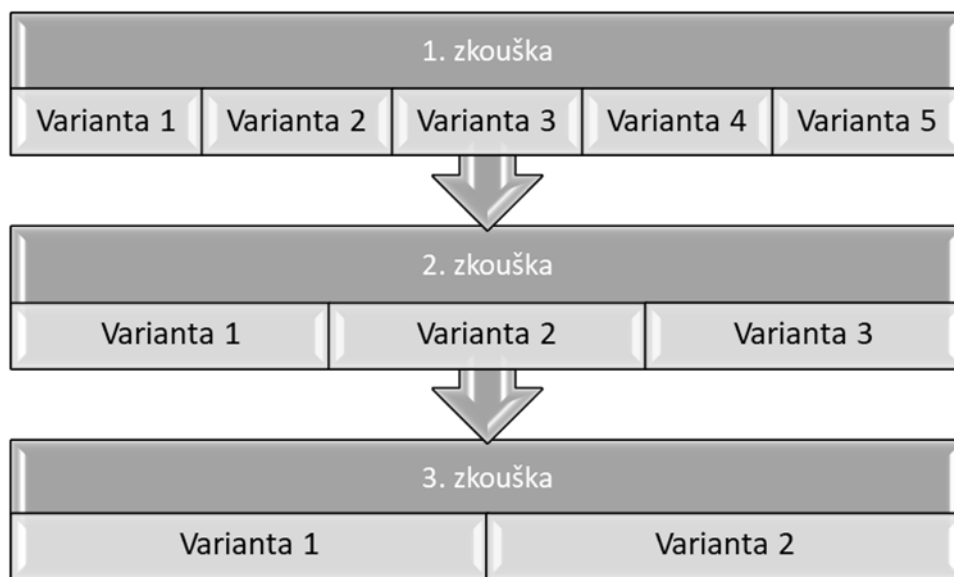 1. zkouška
Varianta 1 Varianta 2 Varianta 3 Varianta 4 Varianta 5
2. zkouška
Varianta 1 Varianta 2 Varianta 3
3. zkouška
Varianta 1 Varianta 2